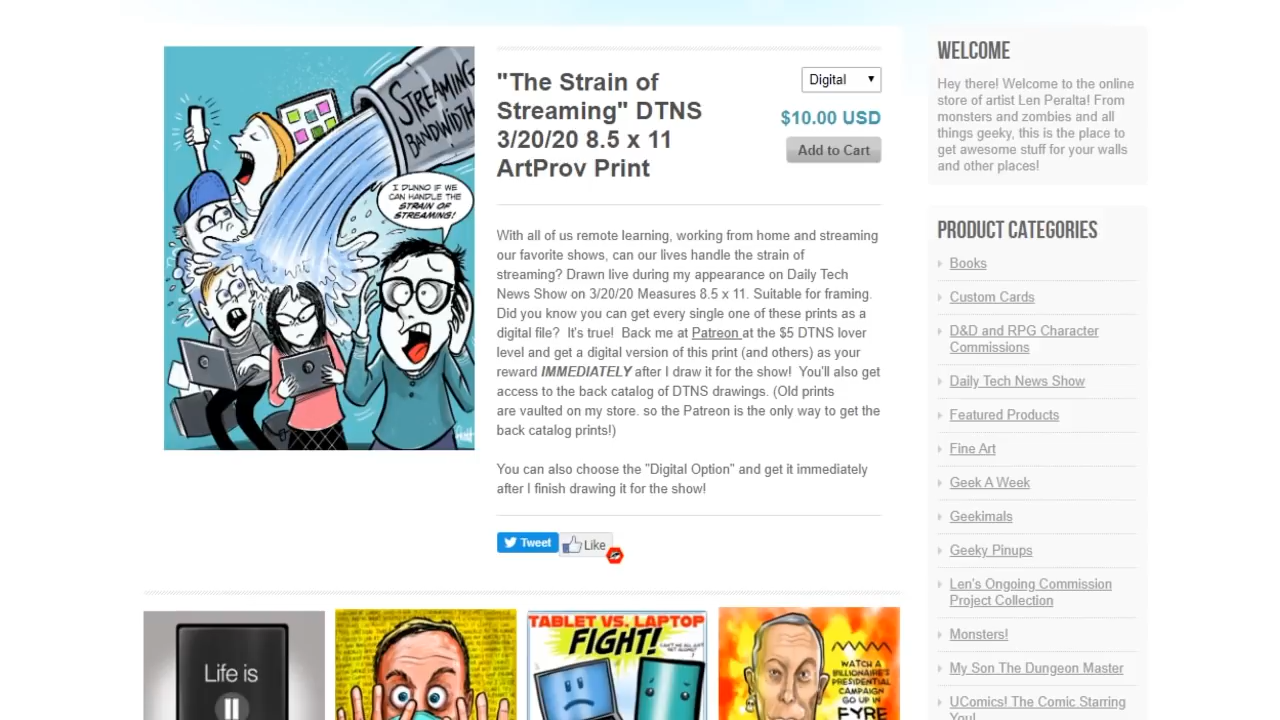 STREAMING
BANDWIDTH
I DUNNO IF WE
CAN HANDLE THE
STRAIN OF
STREAMING!
"The Strain of
Streaming" DTNS
3/20/20 8.5 x 11
ArtProv Print
Digital
$10.00 USD
Add to Cart
With all of us remote learning, working from home and streaming
our favorite shows, can our lives handle the strain of
streaming? Drawn live during my appearance on Daily Tech
News Show on 3/20/20 Measures 8.5 x 11. Suitable for framing.
Did you know you can get every single one of these prints as a
digital file?  It's true!  Back me at Patreon at the $5 DTNS lover
level and get a digital version of this print (and others) as your
reward IMMEDIATELY after I draw it for the show!  You'll also get
access to the back catalog of DTNS drawings. (Old prints
are vaulted on my store. so the Patreon is the only way to get the
back catalog prints!)
You can also choose the "Digital Option" and get it immediately
after I finish drawing it for the show!
Tweet
Like
Life is
TABLET VS. LAPTOP
FIGHT!
WATCH A
BILLIONAIRE'S
PRESIDENTIAL
CAMPAIGN
GO UP IN
FYRE
WELCOME
Hey there! Welcome to the online
store of artist Len Peralta! From
monsters and zombies and all
things geeky, this is the place to
get awesome stuff for your walls
and other places!
PRODUCT CATEGORIES
Books
Custom Cards
D&D and RPG Character
Commissions
Daily Tech News Show
Featured Products
Fine Art
Geek A Week
Geekimals
Geeky Pinups
Len's Ongoing Commission
Project Collection
Monsters!
My Son The Dungeon Master
UComics! The Comic Starring
You!